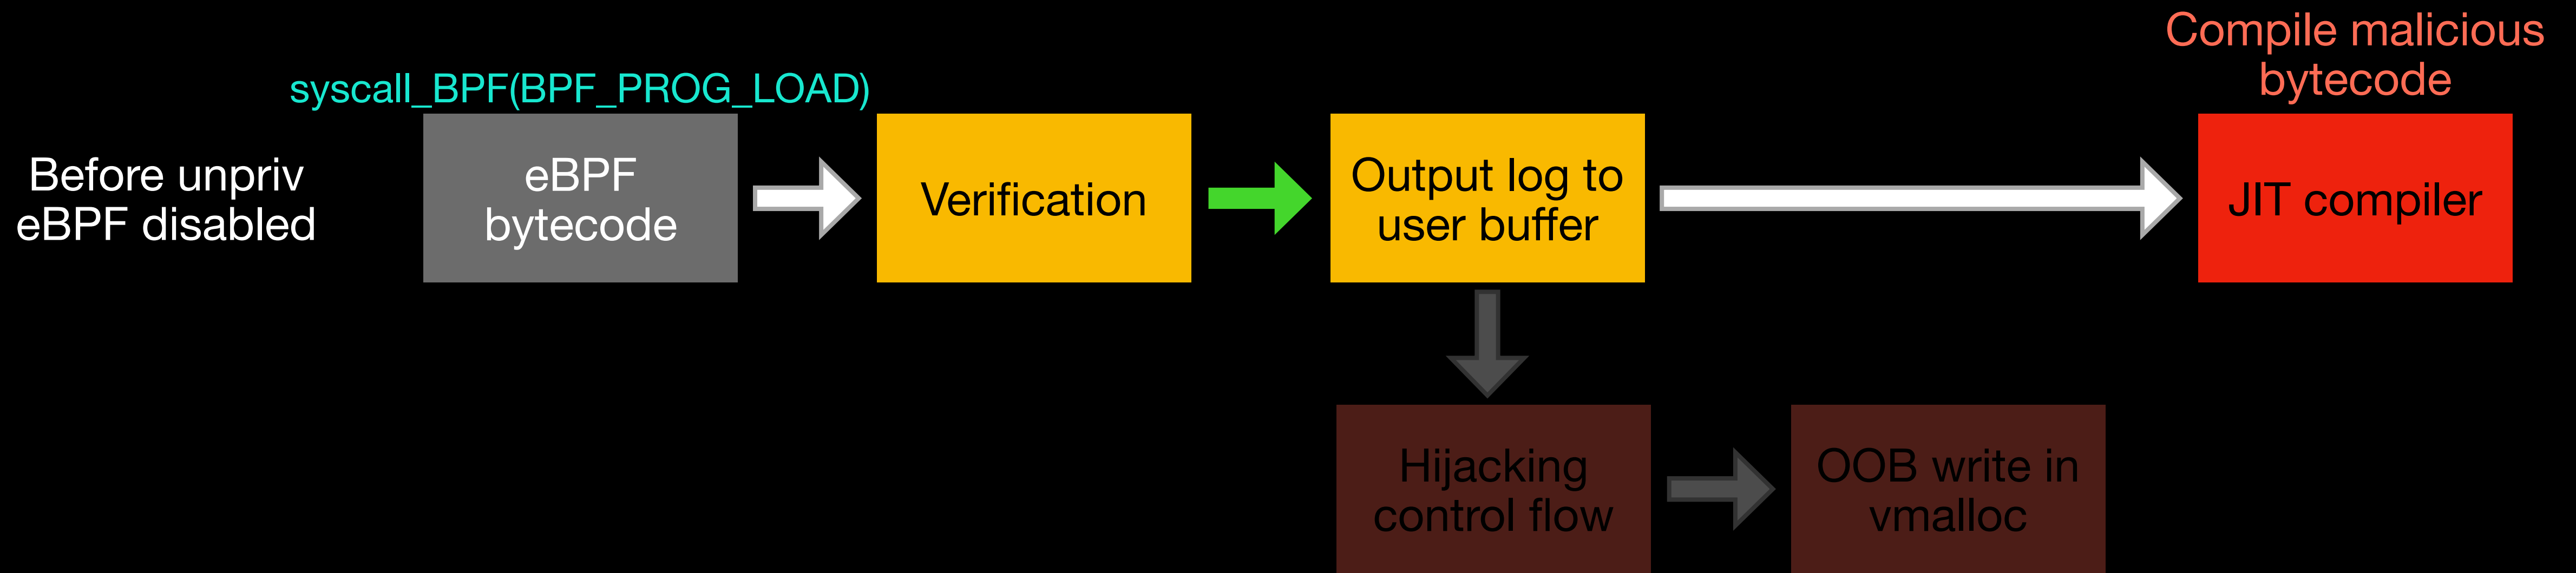 Compile malicious
bytecode
syscall_BPF(BPF_PROG_LOAD)
Before unpriv
eBPF disabled
eBPF
bytecode
Verification
Output log to
user buffer
JIT compiler
Hijacking
control flow
OOB write in
vmalloc